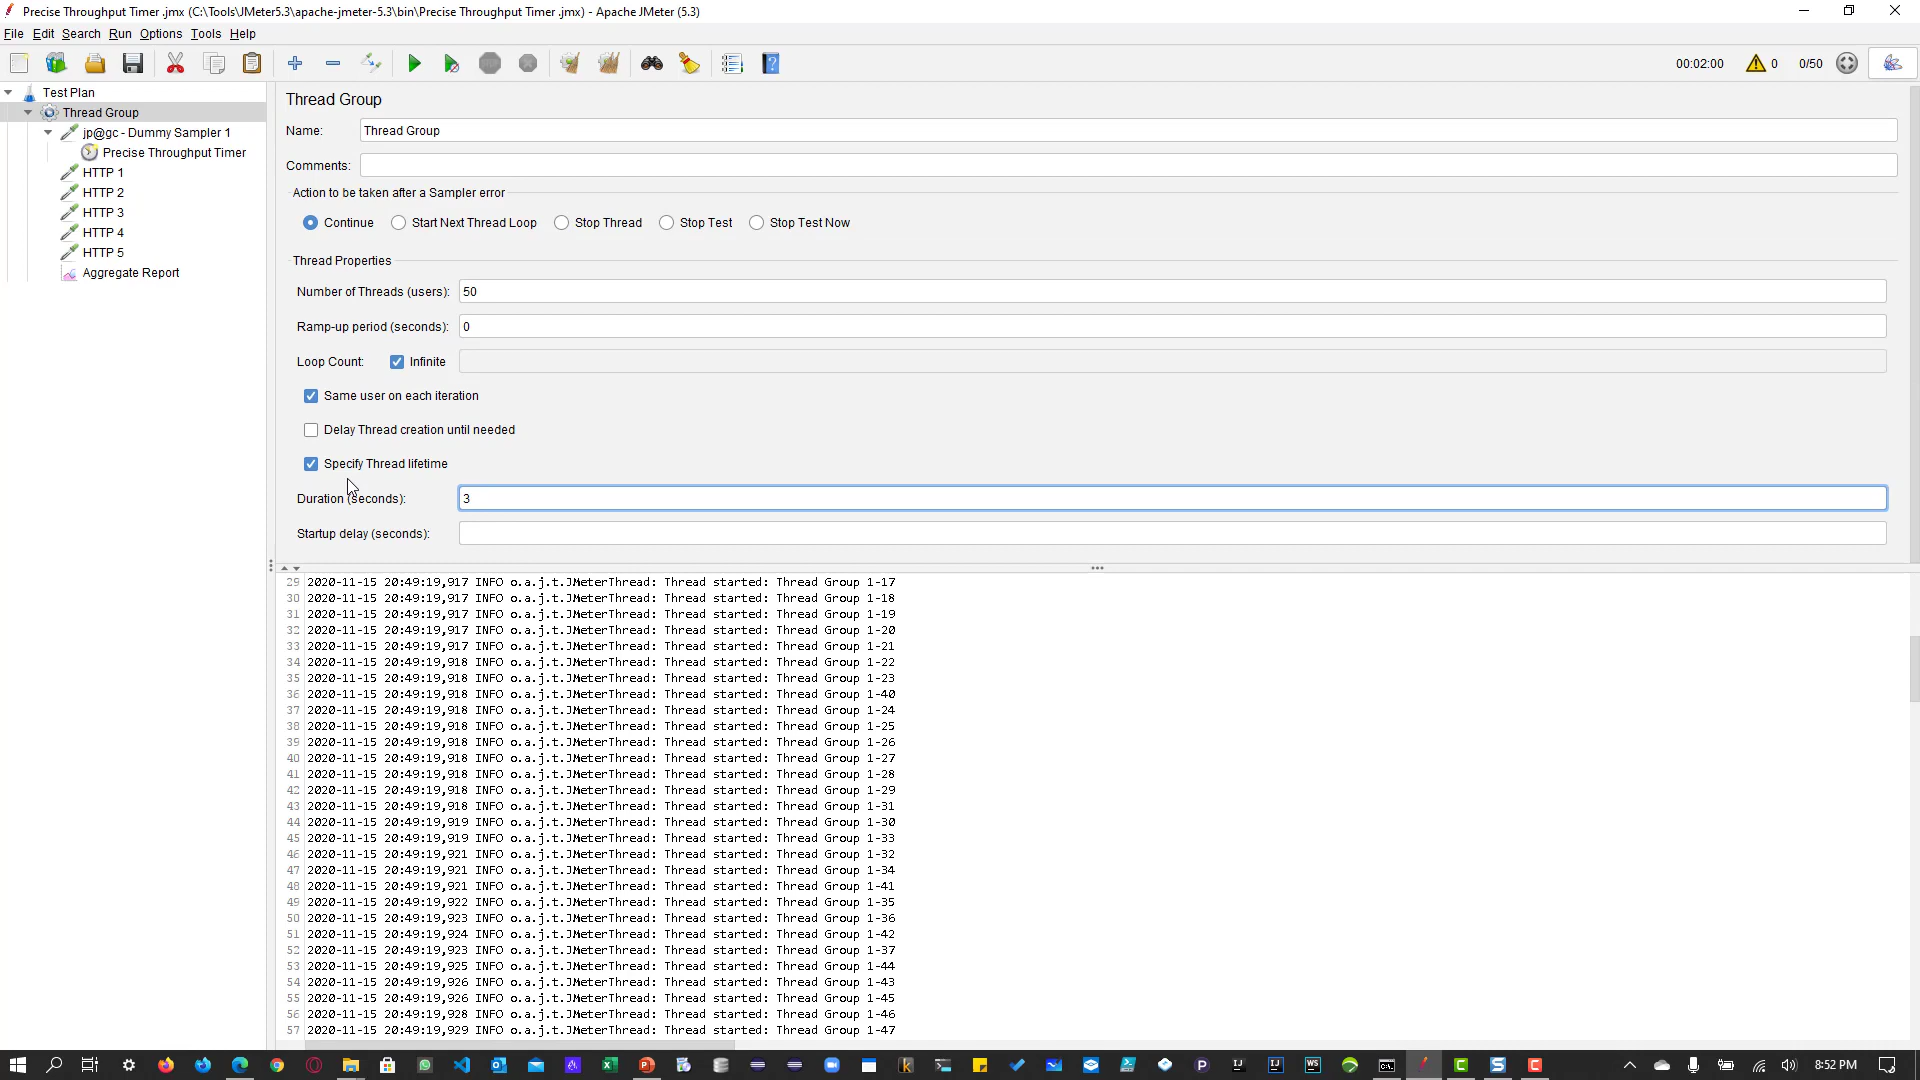 Precise Throughput Timer .jmx (C:\Tools\JMeter5.3\apache-jmeter-5.3\bin\Precise Throughput Timer .jmx) - Apache JMeter (5.3)
File Edit Search Run Options Tools Help
00:02:00 0 0/50
Test Plan
Thread Group
jp@gc - Dummy Sampler 1
Precise Throughput Timer
HTTP 1
HTTP 2
HTTP 3
HTTP 4
HTTP 5
Aggregate Report
Thread Group
Name: Thread Group
Comments:
Action to be taken after a Sampler error
Continue Start Next Thread Loop Stop Thread Stop Test Stop Test Now
Thread Properties
Number of Threads (users): 50
Ramp-up period (seconds): 0
Loop Count: Infinite
Same user on each iteration
Delay Thread creation until needed
Specify Thread lifetime
Duration (seconds): 3
Startup delay (seconds):
29 2020-11-15 20:49:19,917 INFO o.a.j.t.JMeterThread: Thread started: Thread Group 1-17
30 2020-11-15 20:49:19,917 INFO o.a.j.t.JMeterThread: Thread started: Thread Group 1-18
31 2020-11-15 20:49:19,917 INFO o.a.j.t.JMeterThread: Thread started: Thread Group 1-19
32 2020-11-15 20:49:19,917 INFO o.a.j.t.JMeterThread: Thread started: Thread Group 1-20
33 2020-11-15 20:49:19,917 INFO o.a.j.t.JMeterThread: Thread started: Thread Group 1-21
34 2020-11-15 20:49:19,918 INFO o.a.j.t.JMeterThread: Thread started: Thread Group 1-22
35 2020-11-15 20:49:19,918 INFO o.a.j.t.JMeterThread: Thread started: Thread Group 1-23
36 2020-11-15 20:49:19,918 INFO o.a.j.t.JMeterThread: Thread started: Thread Group 1-40
37 2020-11-15 20:49:19,918 INFO o.a.j.t.JMeterThread: Thread started: Thread Group 1-24
38 2020-11-15 20:49:19,918 INFO o.a.j.t.JMeterThread: Thread started: Thread Group 1-25
39 2020-11-15 20:49:19,918 INFO o.a.j.t.JMeterThread: Thread started: Thread Group 1-26
40 2020-11-15 20:49:19,918 INFO o.a.j.t.JMeterThread: Thread started: Thread Group 1-27
41 2020-11-15 20:49:19,918 INFO o.a.j.t.JMeterThread: Thread started: Thread Group 1-28
42 2020-11-15 20:49:19,918 INFO o.a.j.t.JMeterThread: Thread started: Thread Group 1-29
43 2020-11-15 20:49:19,918 INFO o.a.j.t.JMeterThread: Thread started: Thread Group 1-31
44 2020-11-15 20:49:19,919 INFO o.a.j.t.JMeterThread: Thread started: Thread Group 1-30
45 2020-11-15 20:49:19,919 INFO o.a.j.t.JMeterThread: Thread started: Thread Group 1-33
46 2020-11-15 20:49:19,921 INFO o.a.j.t.JMeterThread: Thread started: Thread Group 1-32
47 2020-11-15 20:49:19,921 INFO o.a.j.t.JMeterThread: Thread started: Thread Group 1-34
48 2020-11-15 20:49:19,921 INFO o.a.j.t.JMeterThread: Thread started: Thread Group 1-41
49 2020-11-15 20:49:19,922 INFO o.a.j.t.JMeterThread: Thread started: Thread Group 1-35
50 2020-11-15 20:49:19,923 INFO o.a.j.t.JMeterThread: Thread started: Thread Group 1-36
51 2020-11-15 20:49:19,924 INFO o.a.j.t.JMeterThread: Thread started: Thread Group 1-42
52 2020-11-15 20:49:19,923 INFO o.a.j.t.JMeterThread: Thread started: Thread Group 1-37
53 2020-11-15 20:49:19,925 INFO o.a.j.t.JMeterThread: Thread started: Thread Group 1-44
54 2020-11-15 20:49:19,926 INFO o.a.j.t.JMeterThread: Thread started: Thread Group 1-43
55 2020-11-15 20:49:19,926 INFO o.a.j.t.JMeterThread: Thread started: Thread Group 1-45
56 2020-11-15 20:49:19,928 INFO o.a.j.t.JMeterThread: Thread started: Thread Group 1-46
57 2020-11-15 20:49:19,929 INFO o.a.j.t.JMeterThread: Thread started: Thread Group 1-47
8:52 PM